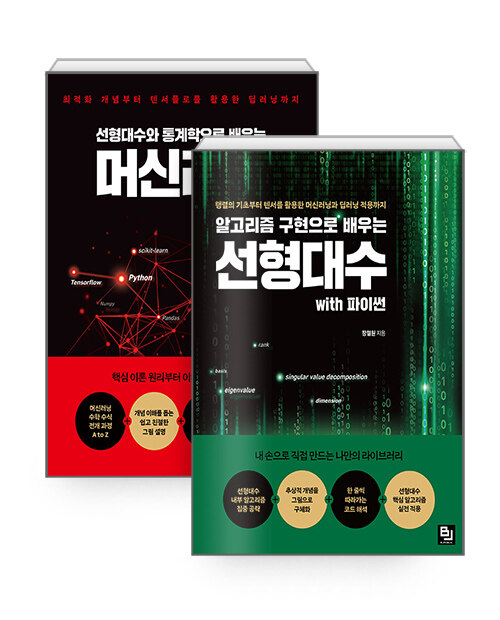 최적화 개념부터 텐서플로를 활용한 딥러닝까지
선형대수와 통계학으로 배우는
머신러
scikit-learn
Tensorflow
Python
Numpy
Pandas
핵심 이론 원리부터 이
머신러닝
수학 수식
전개 과정
A to Z
개념 이해를 돕는
쉽고 친절한
그림 설명
행렬의 기초부터 텐서를 활용한 머신러닝과 딥러닝 적용까지
알고리즘 구현으로 배우는
선형대수
with 파이썬
장철원 지음
rank
basis
eigenvalue
singular value decomposition
dimension
내 손으로 직접 만드는 나만의 라이브러리
선형대수
내부 알고리즘
집중 공략
추상적 개념을
그림으로
구체화
한 줄씩
따라가는
코드 해석
선형대수
핵심 알고리즘
실전 적용
BJ